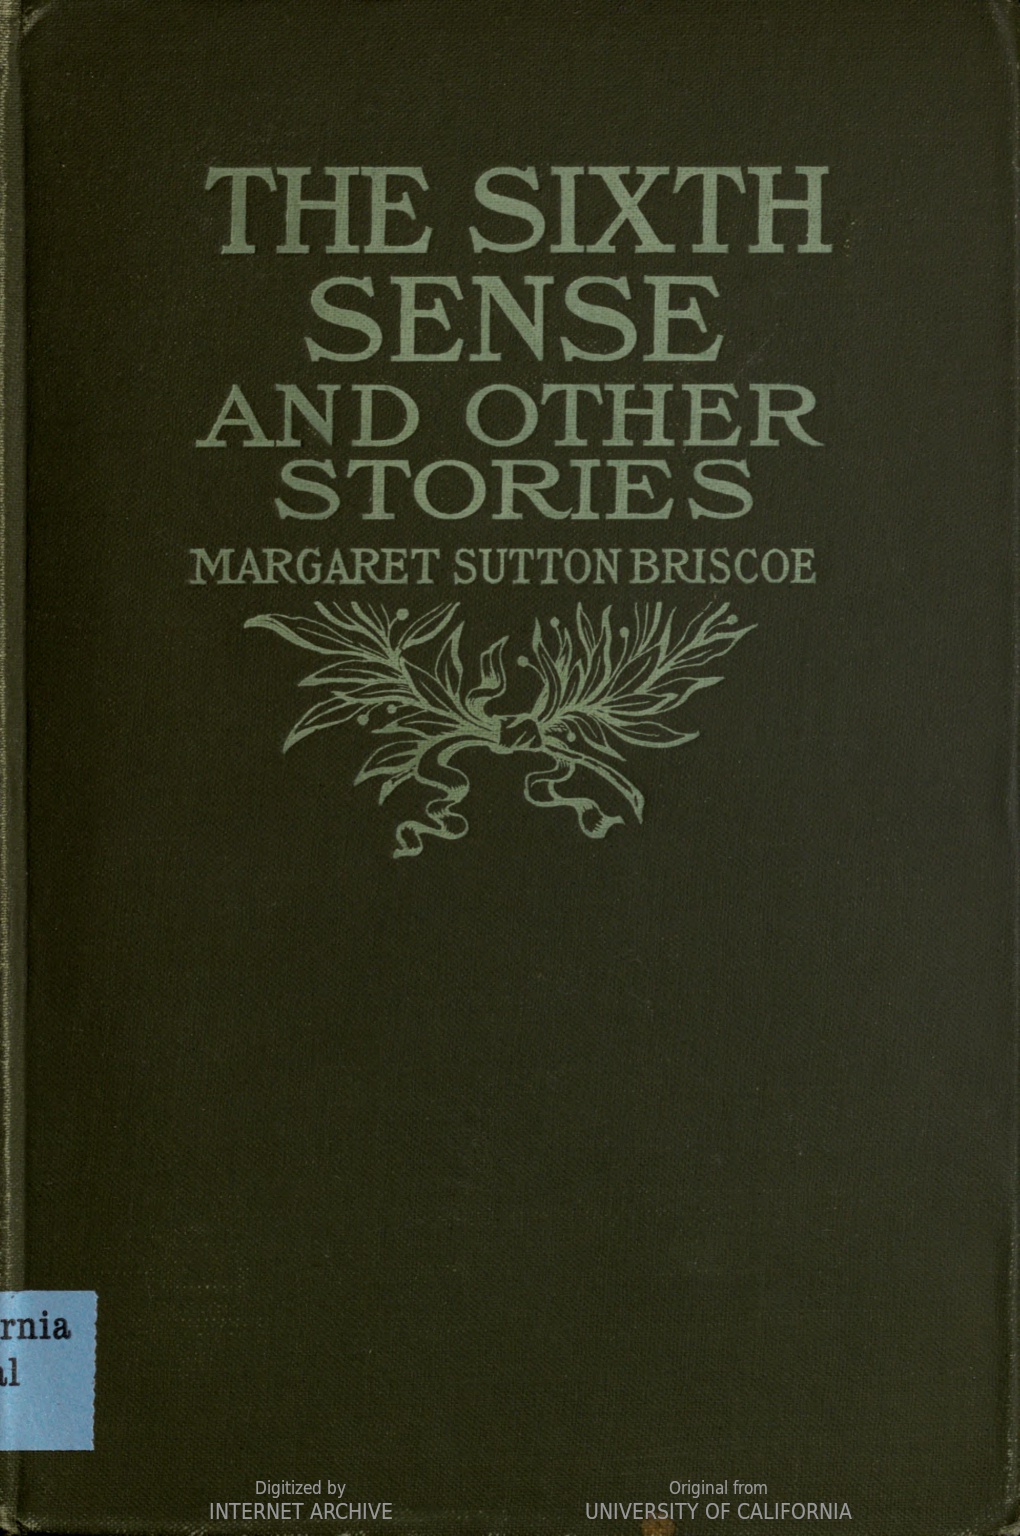 THE SIXTH
SENSE
AND OTHER
STORIES
MARGARET SUTTON BRISCOE
rnia
al
Digitized by
INTERNET ARCHIVE
Original from
UNIVERSITY OF CALIFORNIA